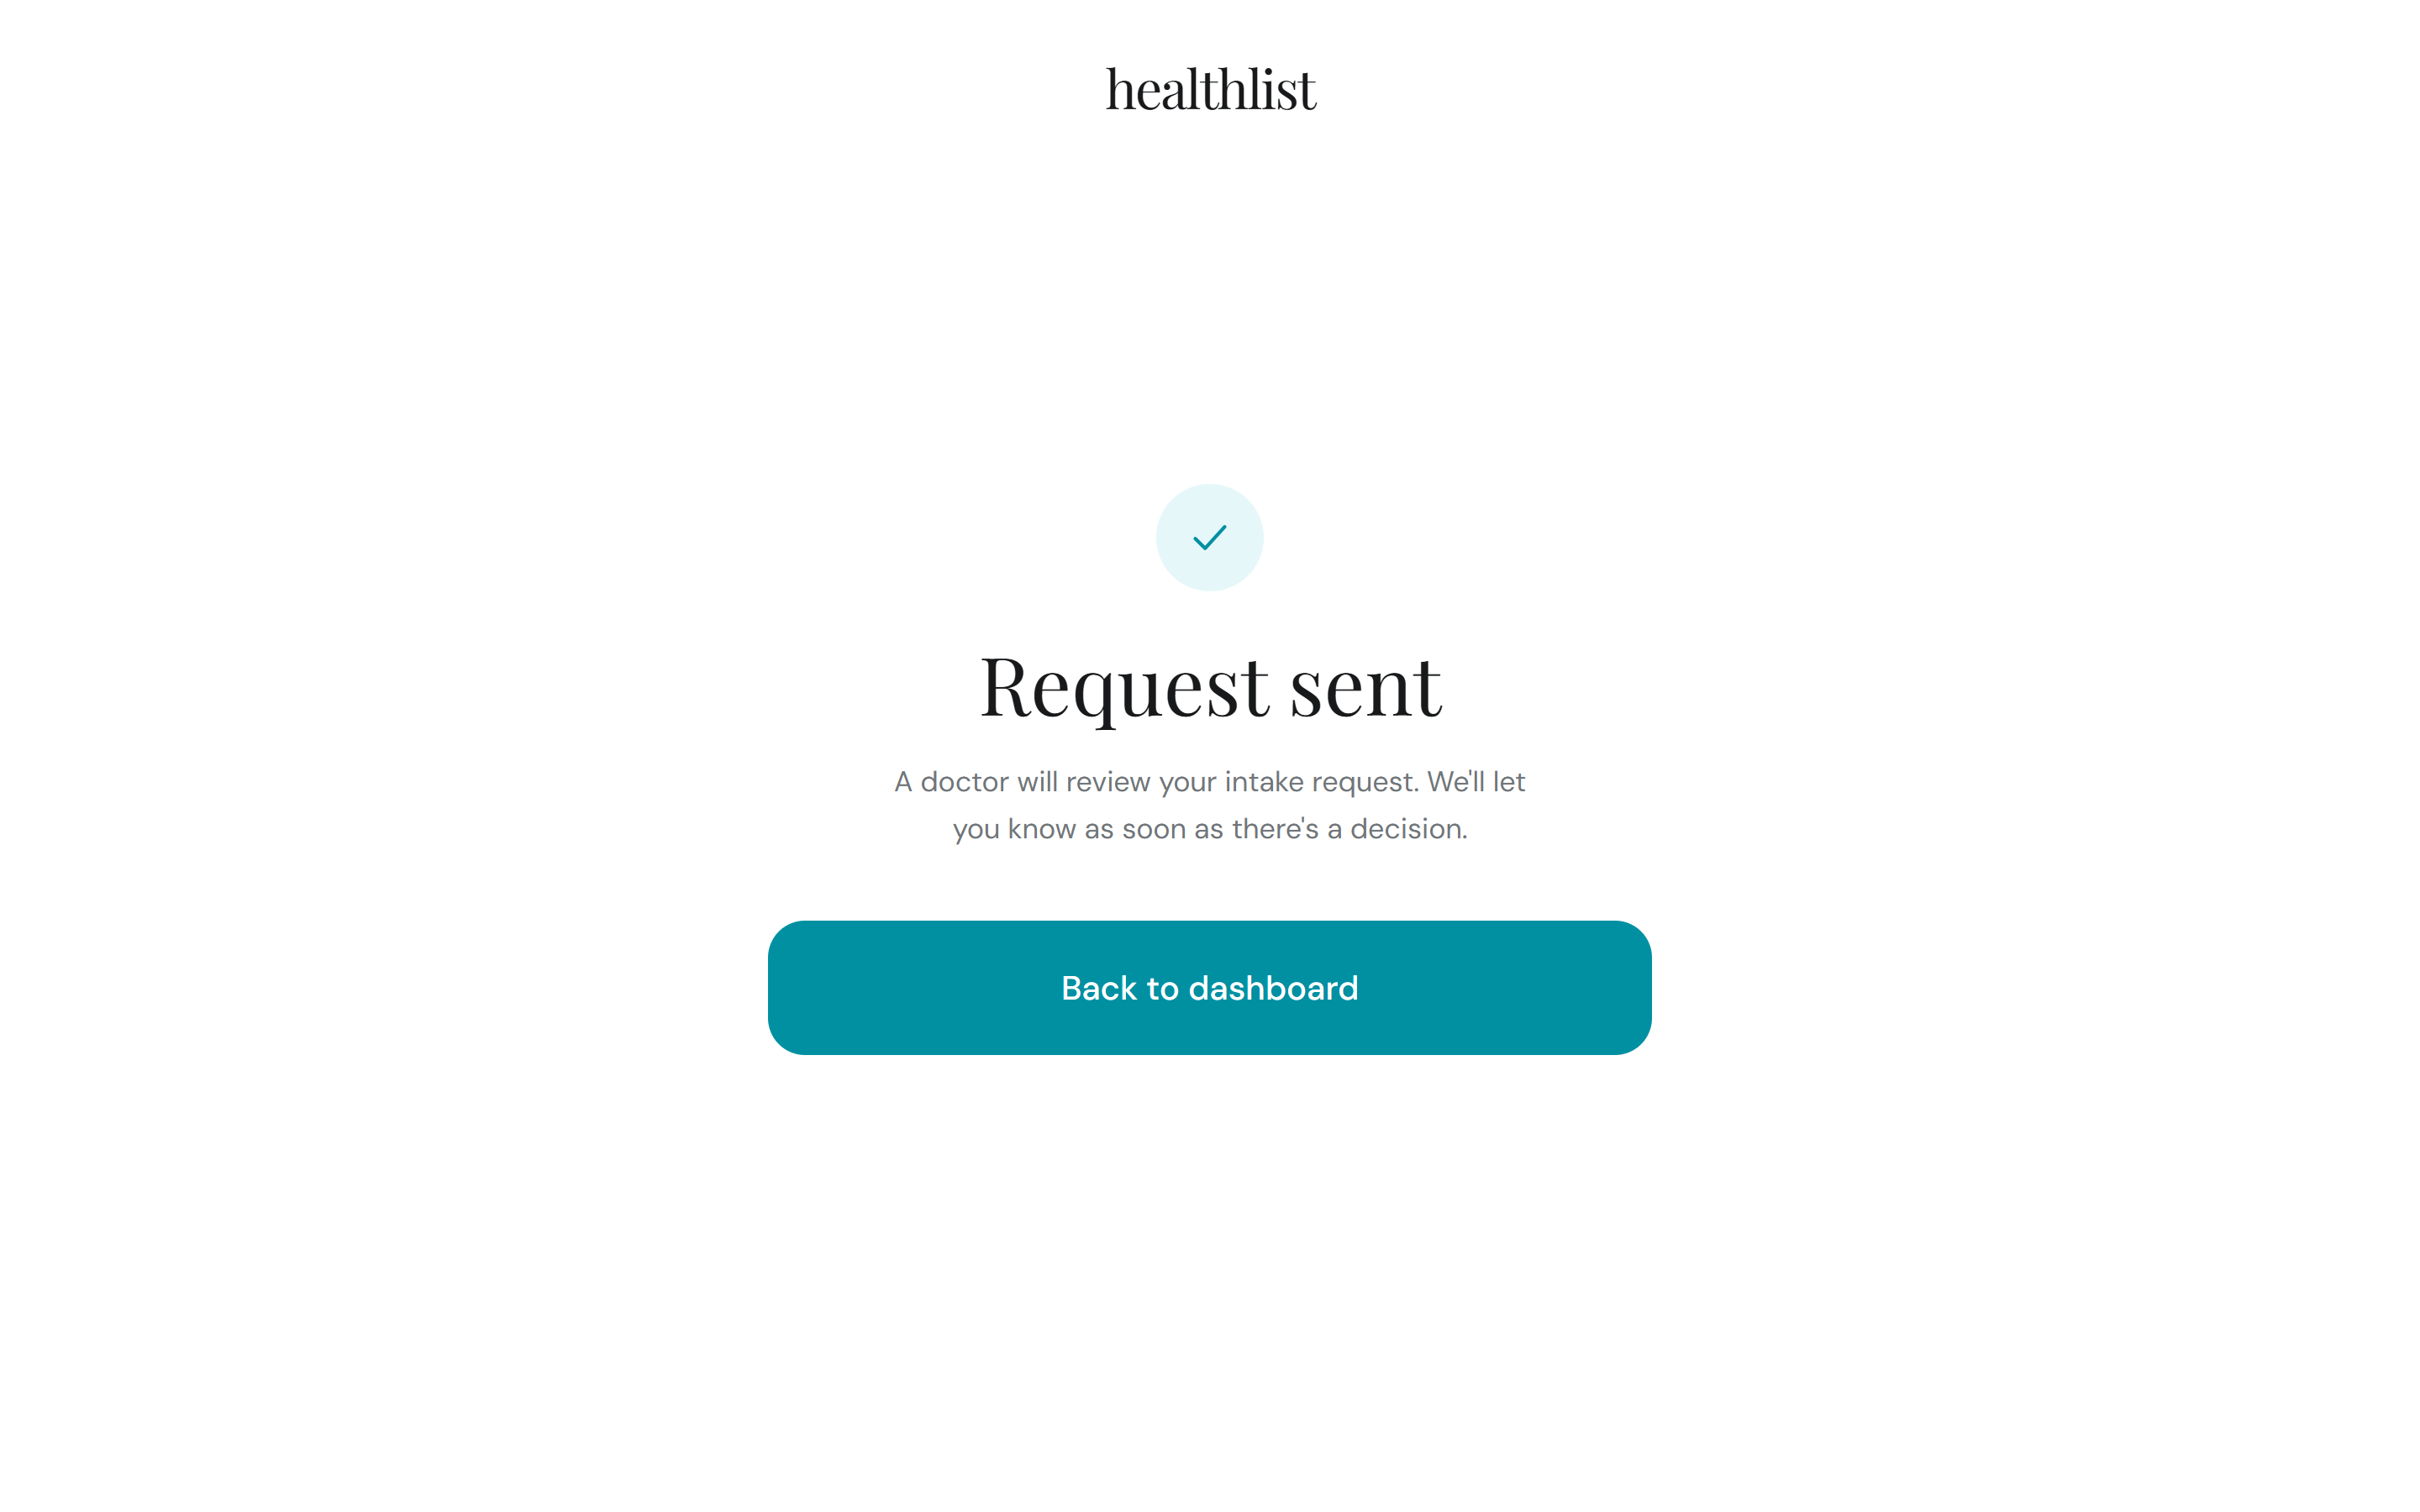 healthlist
Request sent
A doctor will review your intake request. We'll let
you know as soon as there's a decision.
Back to dashboard